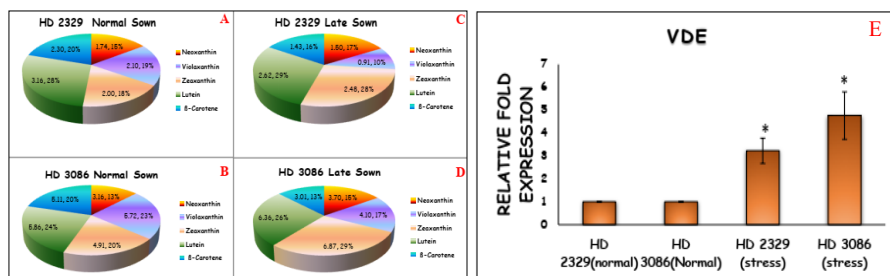 HD 2329 Normal Sown
A
2.30, 20%
1.74, 15%
2.10, 19%
3.16, 28%
2.00, 18%
Neoxanthin
Violaxanthin
Zeaxanthin
Lutein
ß-Carotene
HD 2329 Late Sown
C
1.43, 16%
1.50, 17%
0.91, 10%
2.62, 29%
2.48, 28%
Neoxanthin
Violaxanthin
Zeaxanthin
Lutein
ß-Carotene
HD 3086 Normal Sown
B
5.11, 20%
3.16, 13%
5.72, 23%
5.86, 24%
4.91, 20%
Neoxanthin
Violaxanthin
Zeaxanthin
Lutein
ß-Carotene
HD 3086 Late Sown
D
3.01, 13%
3.70, 15%
4.10, 17%
6.36, 26%
6.87, 29%
Neoxanthin
Violaxanthin
Zeaxanthin
Lutein
ß-Carotene
VDE
E
RELATIVE FOLD
EXPRESSION
7
6
5
4
3
2
1
0
*
*
HD
2329(normal)
HD
3086(Normal)
HD 2329
(stress)
HD 3086
(stress)